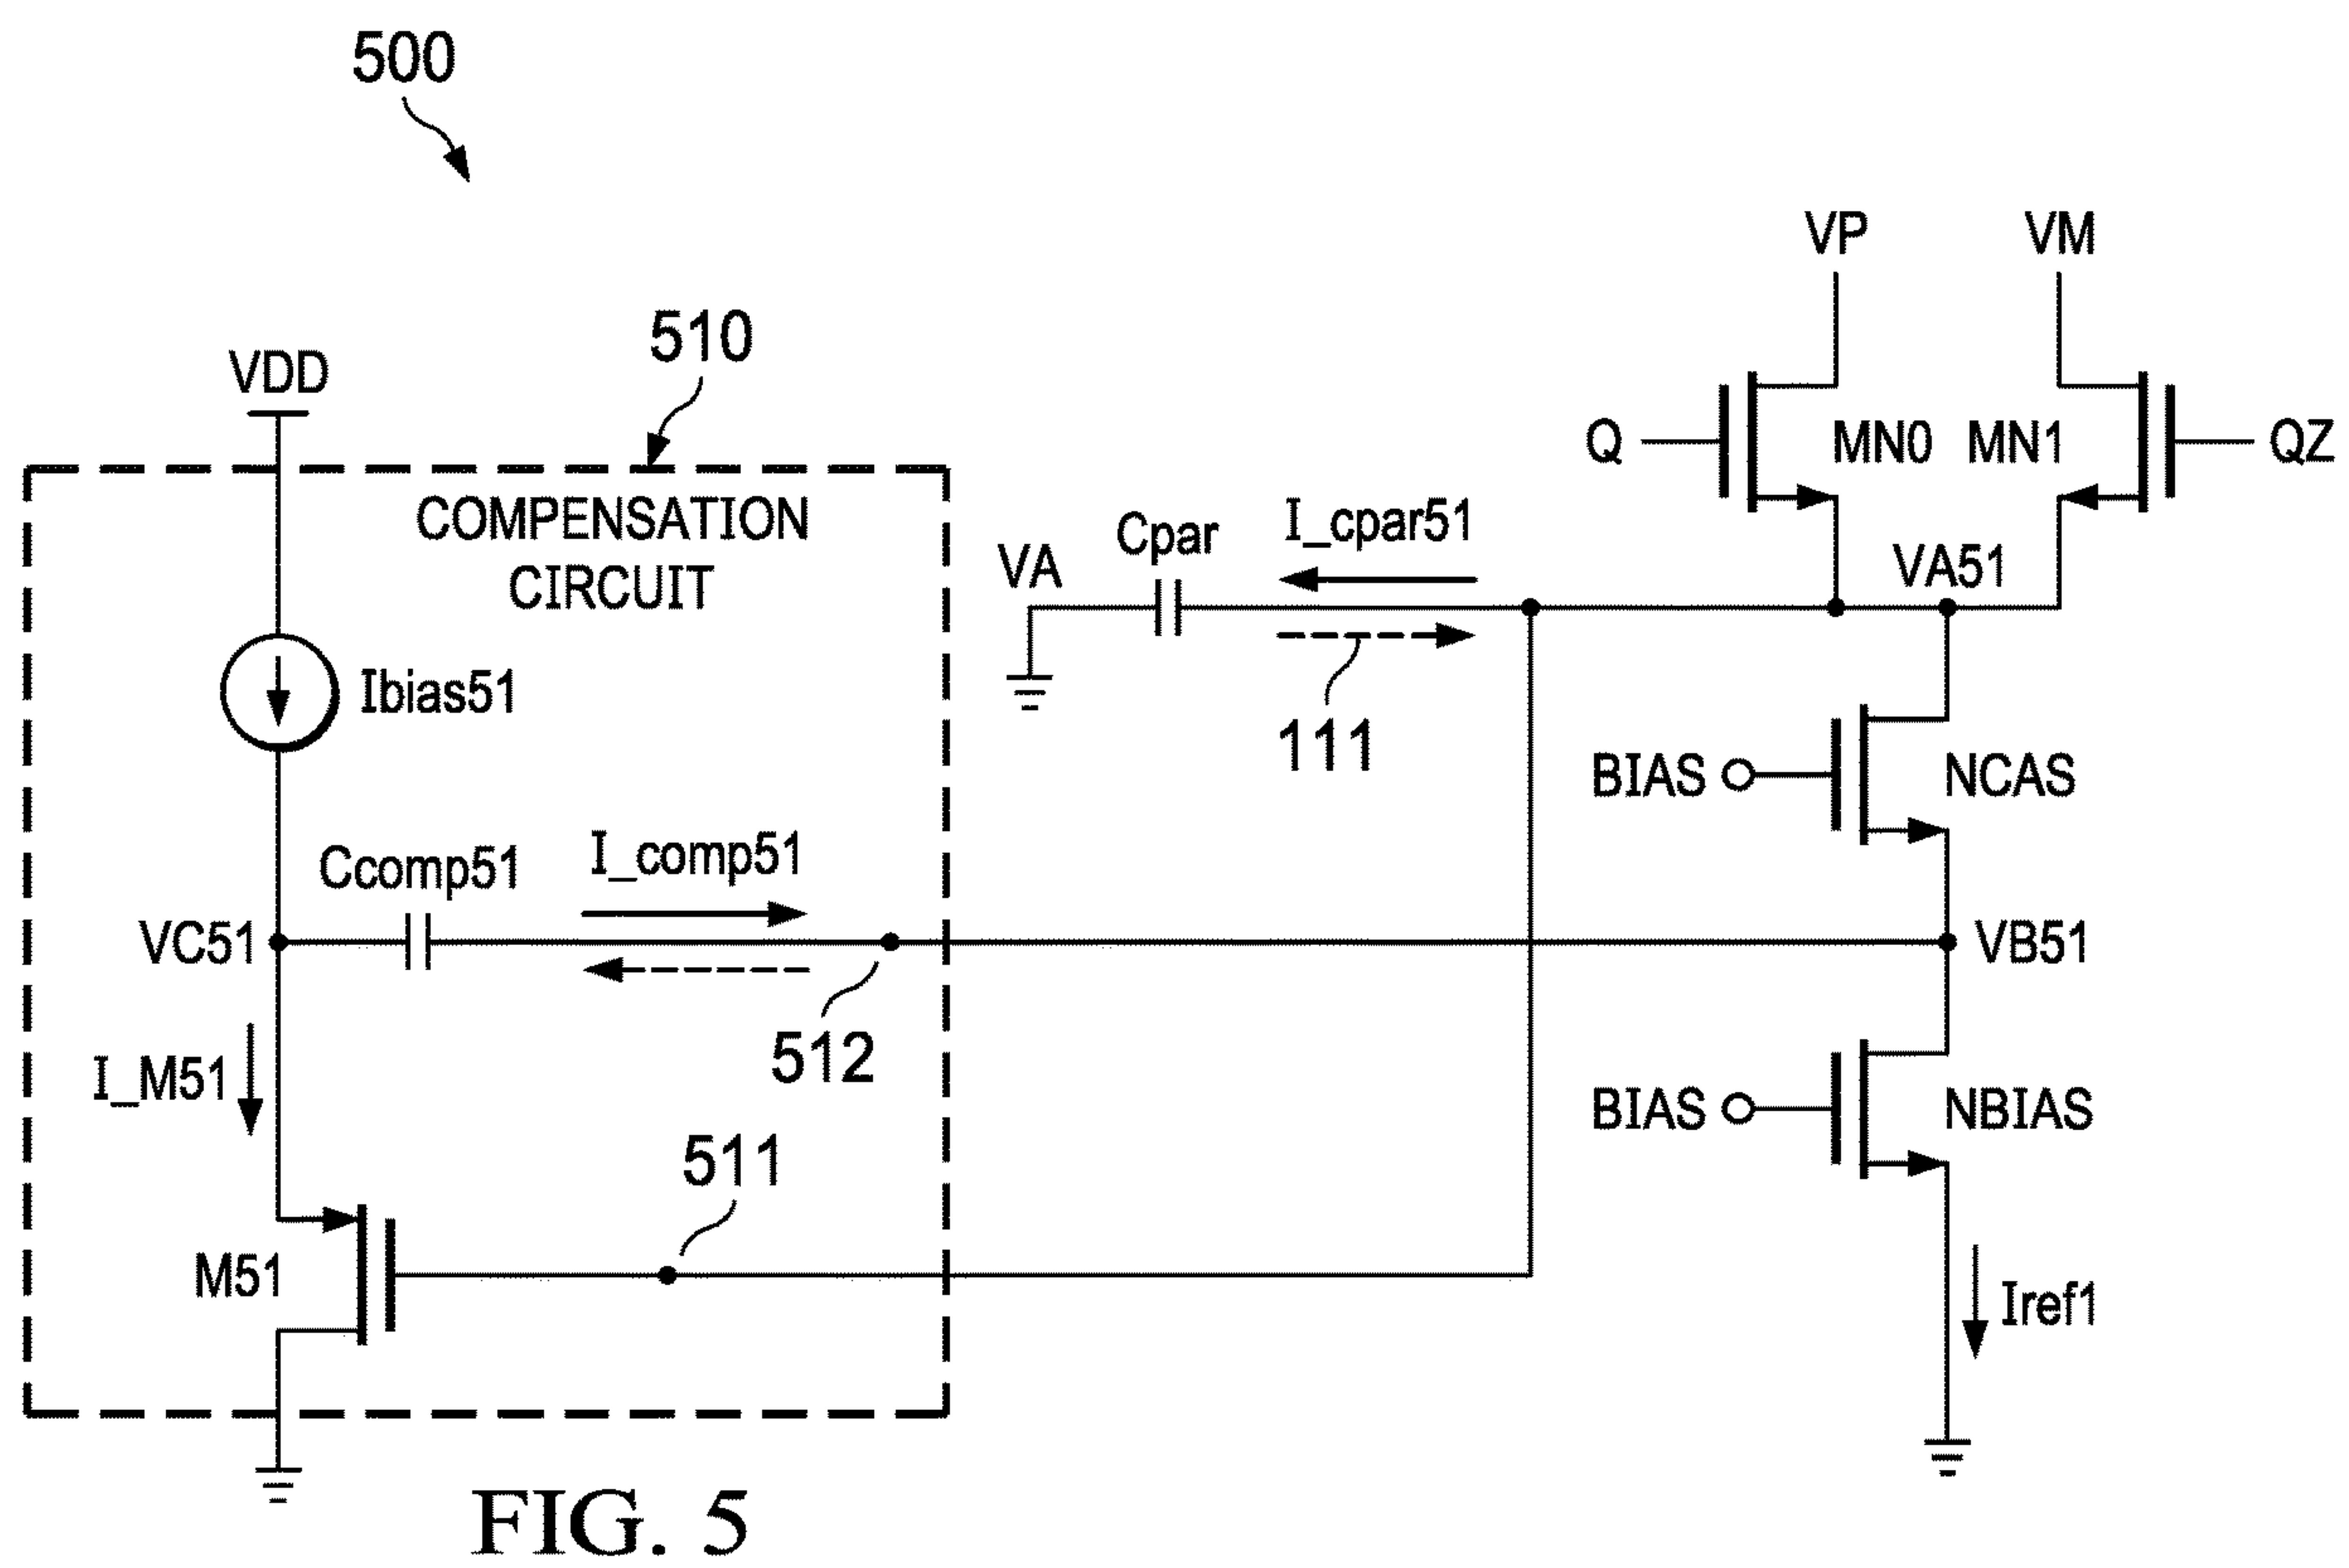 500
VP
VM
510
VDD
Q
MN0
MN1
QZ
COMPENSATION
CIRCUIT
VA
Cpar
I_cpar51
VA51
Ibias51
111
BIAS
NCAS
Ccomp51
I_comp51
VC51
VB51
512
I_M51
BIAS
NBIAS
511
M51
Iref1
FIG. 5